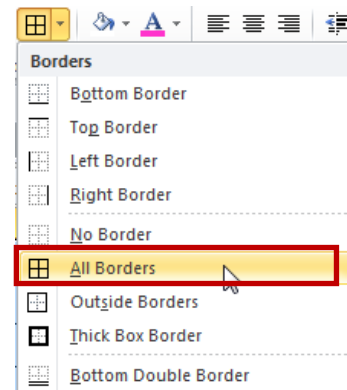 A
Borders
Bottom Border
Top Border
Left Border
Right Border
No Border
All Borders
Outside Borders
Thick Box Border
Bottom Double Border